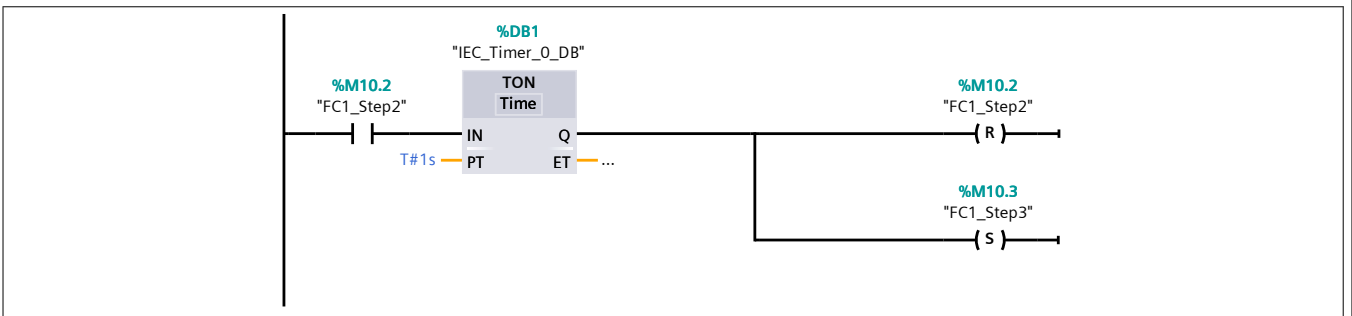 %DB1
"IEC_Timer_0_DB"
%M10.2
"FC1_Step2"
TON
Time
%M10.2
"FC1_Step2"
IN
Q
R
T#1s
PT
ET
...
%M10.3
"FC1_Step3"
S